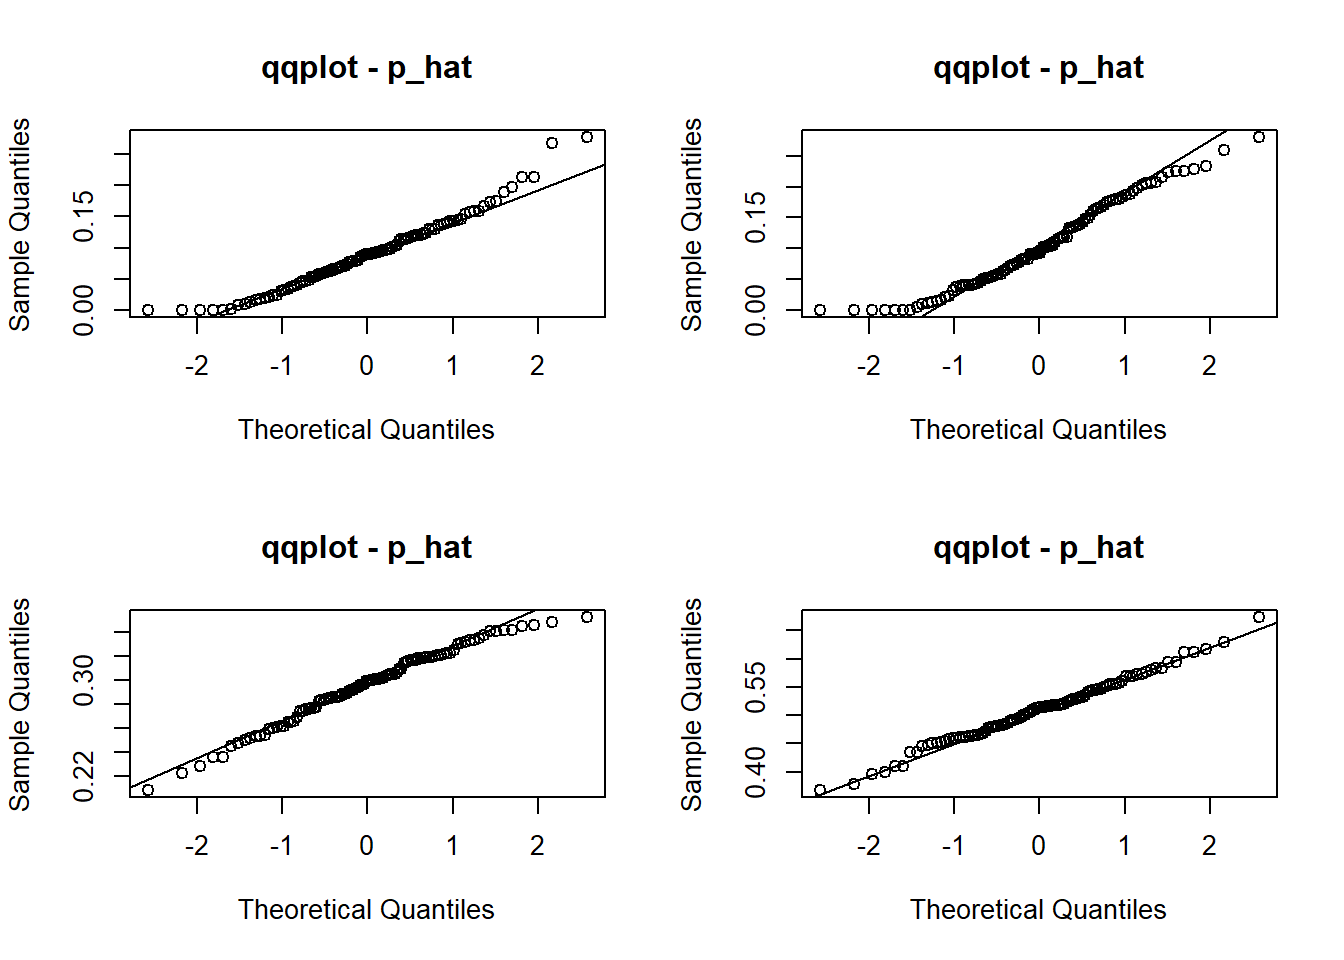 qqplot - p_hat
Sample Quantiles
0.15
0.00
-2 -1 0 1 2
Theoretical Quantiles
qqplot - p_hat
Sample Quantiles
0.15
0.00
-2 -1 0 1 2
Theoretical Quantiles
qqplot - p_hat
Sample Quantiles
0.30
0.22
-2 -1 0 1 2
Theoretical Quantiles
qqplot - p_hat
Sample Quantiles
0.55
0.40
-2 -1 0 1 2
Theoretical Quantiles